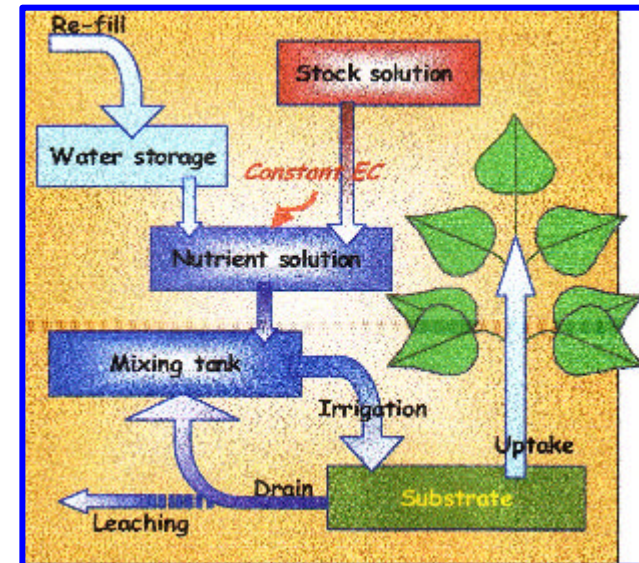 Re-fill
Stock solution
Water storage
Constant EC
Nutrient solution
Mixing tank
Irrigation
Uptake
Drain
Substrate
Leaching